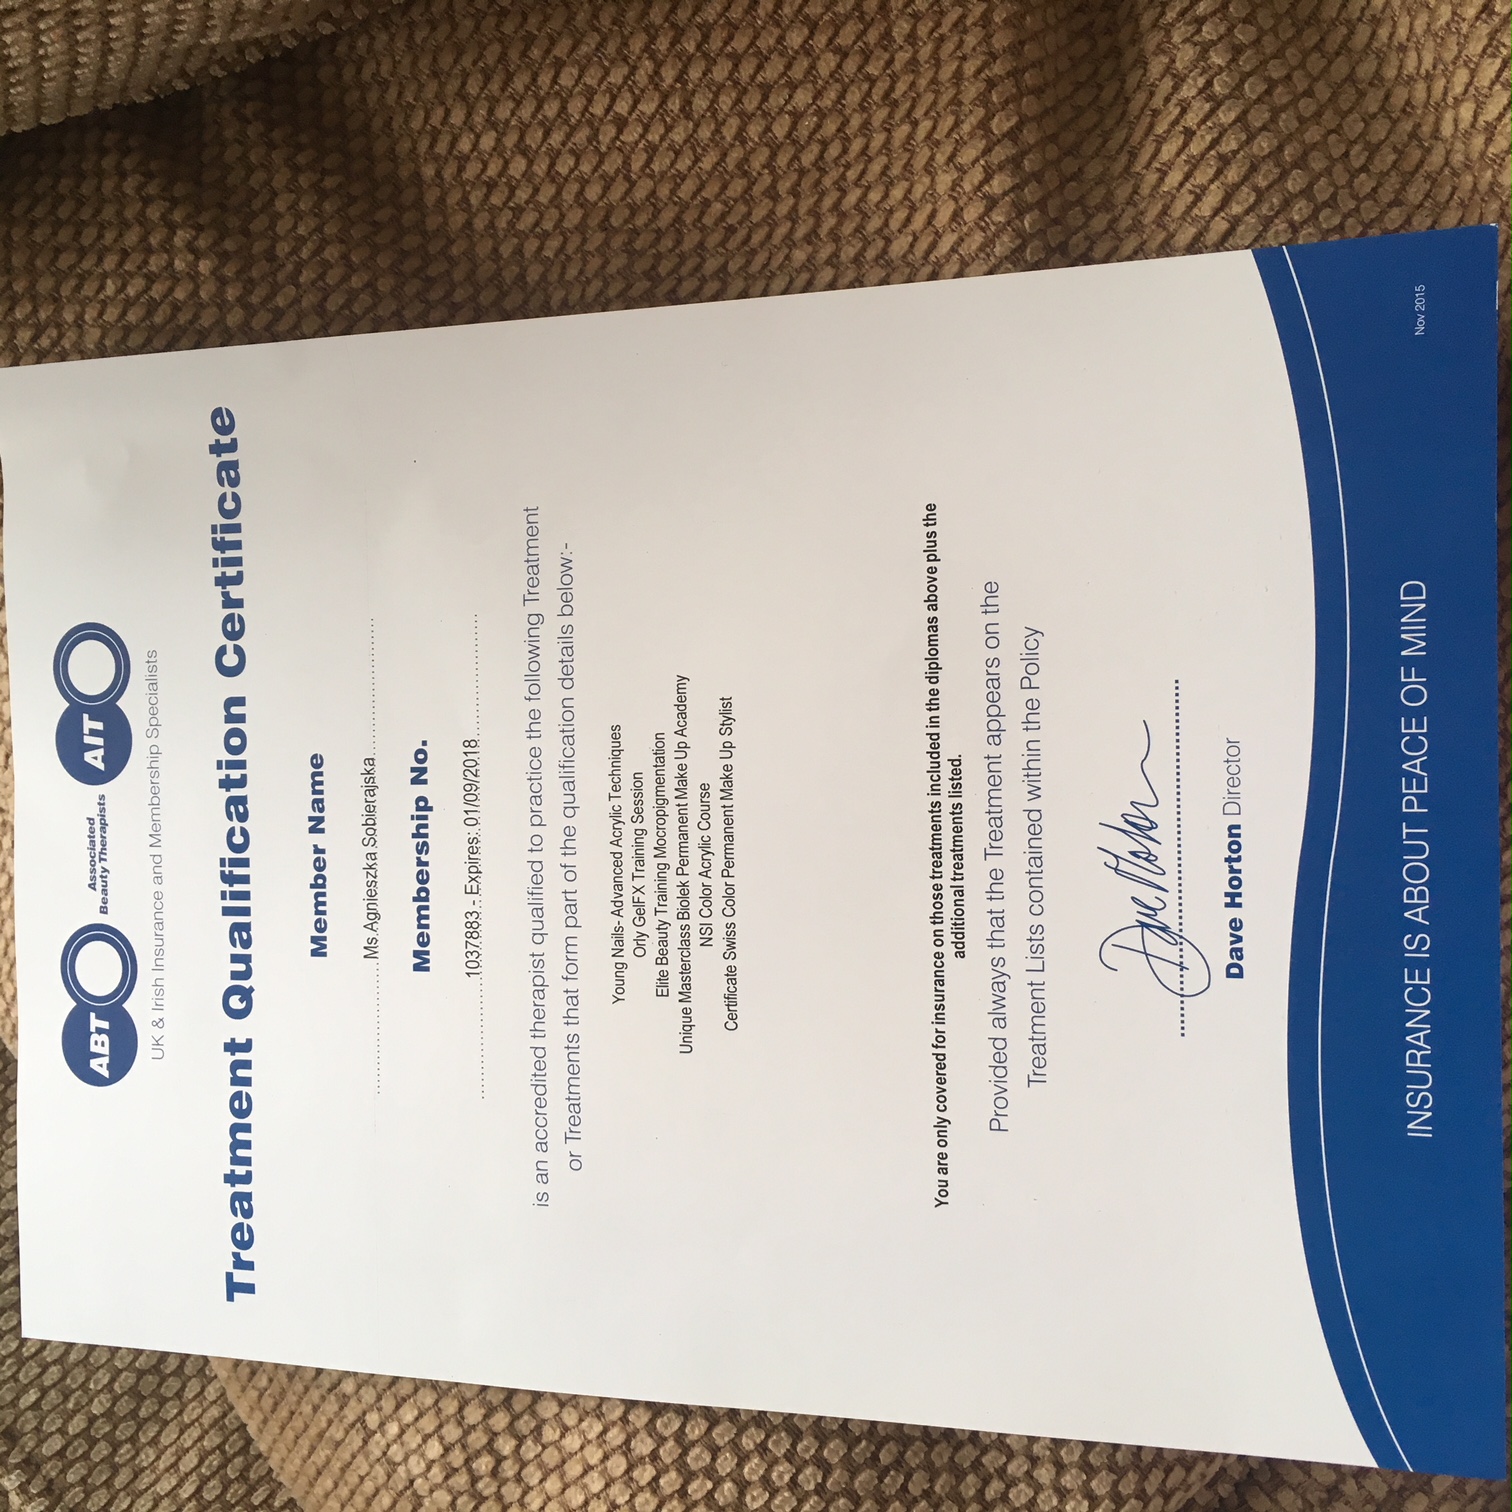 ABT
Associated
Beauty Therapists
AIT
UK & Irish Insurance and Membership Specialists
Treatment Qualification Certificate
Member Name
Ms Agnieszka Sobierajska
Membership No.
1037883 - Expires: 01/09/2018
is an accredited therapist qualified to practice the following Treatment
or Treatments that form part of the qualification details below:-
Young Nails- Advanced Acrylic Techniques
Orly GelFX Training Session
Elite Beauty Training Mocropigmentation
Unique Masterclass Biolek Permanent Make Up Academy
NSI Color Acrylic Course
Certificate Swiss Color Permanent Make Up Stylist
You are only covered for insurance on those treatments included in the diplomas above plus the
additional treatments listed.
Provided always that the Treatment appears on the
Treatment Lists contained within the Policy
Dave Horton
Dave Horton Director
INSURANCE IS ABOUT PEACE OF MIND
Nov 2015